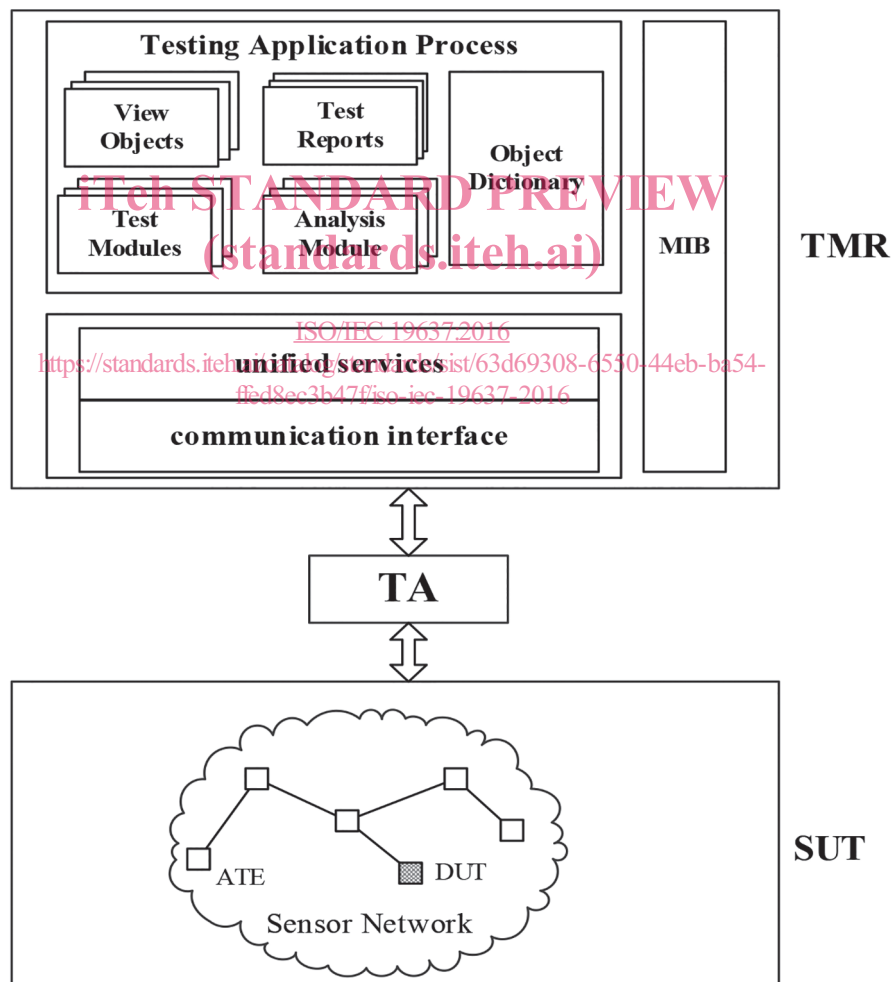 Testing Application Process
View
Objects
Test
Reports
Object
Dictionary
Test
Modules
Analysis
Module
MIB
TMR
iTeh STANDARD PREVIEW
(standards.iteh.ai)
ISO/IEC 19637:2016
https://standards.iteh.ai/catalog/standards/sist/63d69308-6550-44eb-ba54-
ffed8ec3b47f/iso-iec-19637-2016
unified services
communication interface
TA
SUT
ATE
DUT
Sensor Network